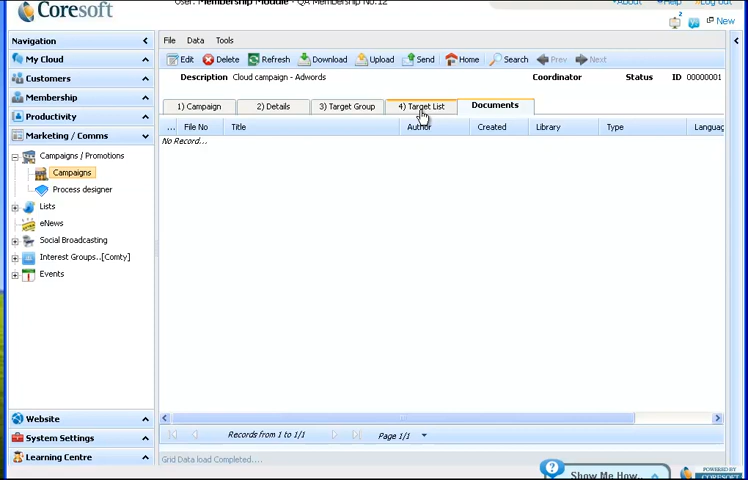 Coresoft
User: Membership Module - QA Membership No.12
About Help Log out
2
New
Navigation
My Cloud
Customers
Membership
Productivity
Marketing / Comms
Campaigns / Promotions
Campaigns
Process designer
Lists
eNews
Social Broadcasting
Interest Groups..[Comty]
Events
Website
System Settings
Learning Centre
File Data Tools
Edit Delete Refresh Download Upload Send Home Search Prev Next
Description Cloud campaign - Adwords Coordinator Status ID 00000001
1) Campaign 2) Details 3) Target Group 4) Target List Documents
... File No Title Author Created Library Type Languag
No Record...
Records from 1 to 1/1 Page 1/1
Grid Data load Completed....
? Show Me How..
POWERED BY
CORESOFT